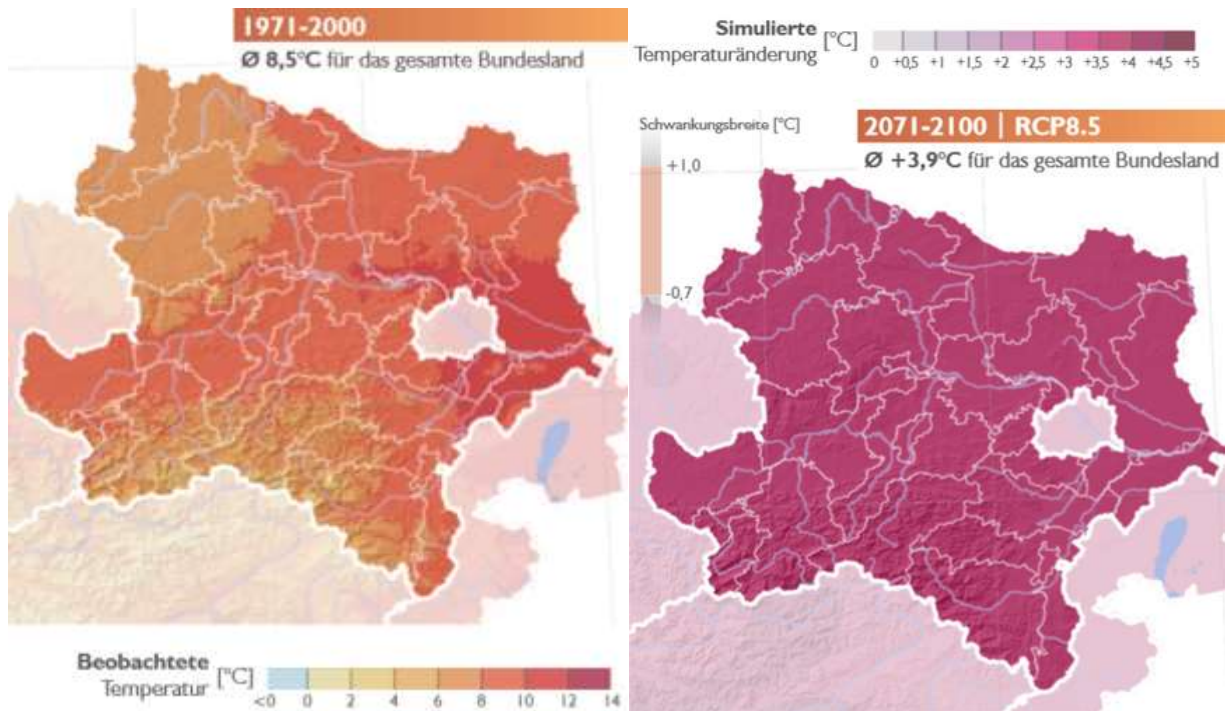 1971-2000
Ø 8,5°C für das gesamte Bundesland
Beobachtete
Temperatur [°C]
<0 0 2 4 6 8 10 12 14
Simulierte
Temperaturänderung [°C]
0 +0,5 +1 +1,5 +2 +2,5 +3 +3,5 +4 +4,5 +5
Schwankungsbreite [°C]
+1,0
-0,7
2071-2100 | RCP8.5
Ø +3,9°C für das gesamte Bundesland